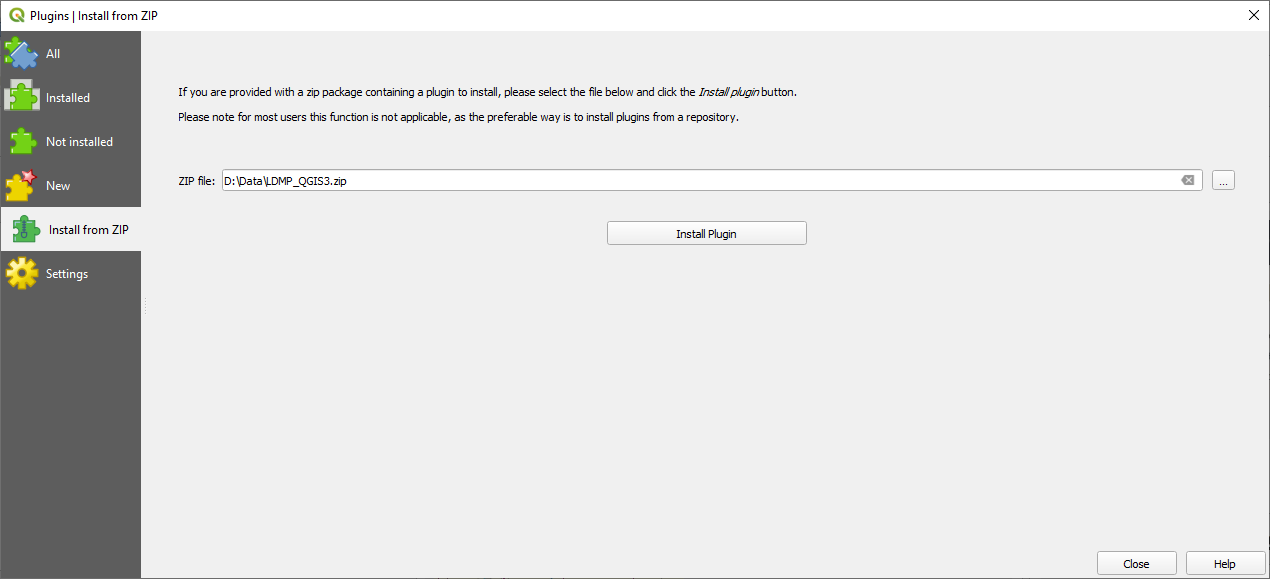 Plugins | Install from ZIP
All
Installed
Not installed
New
Install from ZIP
Settings
If you are provided with a zip package containing a plugin to install, please select the file below and click the Install plugin button.
Please note for most users this function is not applicable, as the preferable way is to install plugins from a repository.
ZIP file: D:\Data\LDMP_QGIS3.zip ...
Install Plugin
Close Help